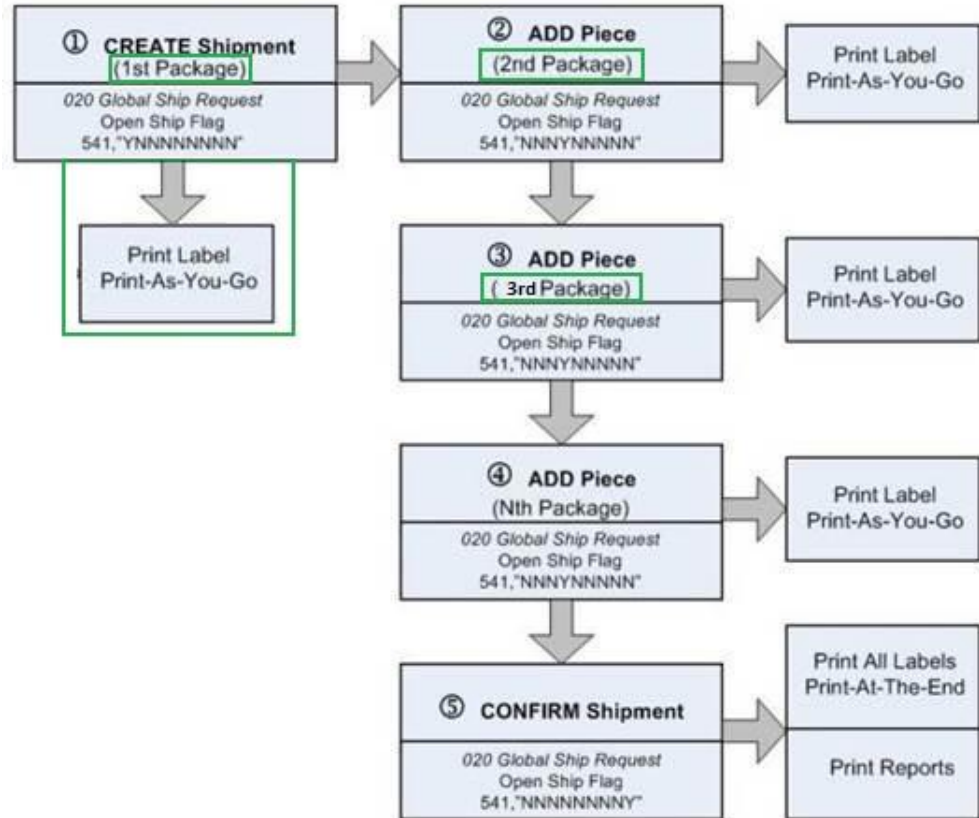 ① CREATE Shipment
(1st Package)
020 Global Ship Request
Open Ship Flag
541,"YNNNNNNNN"
Print Label
Print-As-You-Go
② ADD Piece
(2nd Package)
020 Global Ship Request
Open Ship Flag
541,"NNNYNNNNN"
Print Label
Print-As-You-Go
③ ADD Piece
( 3rd Package)
020 Global Ship Request
Open Ship Flag
541,"NNNYNNNNN"
Print Label
Print-As-You-Go
④ ADD Piece
(Nth Package)
020 Global Ship Request
Open Ship Flag
541,"NNNYNNNNN"
Print Label
Print-As-You-Go
⑤ CONFIRM Shipment
020 Global Ship Request
Open Ship Flag
541,"NNNNNNNNY"
Print All Labels
Print-At-The-End
Print Reports